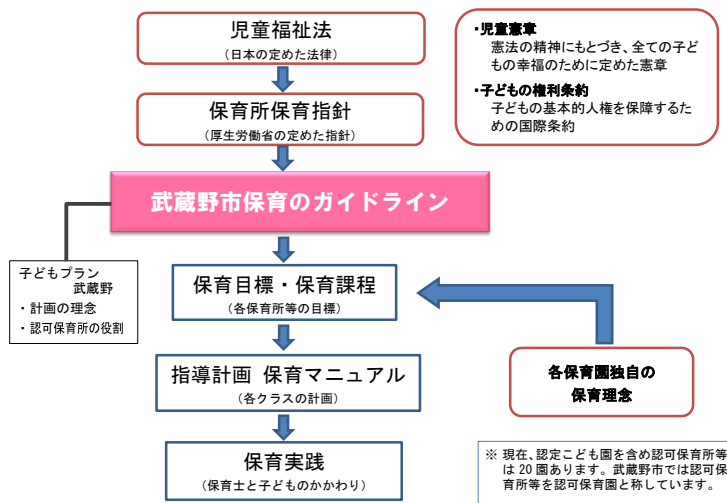 児童福祉法
(日本の定めた法律)
・児童憲章
憲法の精神にもとづき、全ての子ど
もの幸福のために定めた憲章
・子どもの権利条約
子どもの基本的人権を保障するた
めの国際条約
保育所保育指針
(厚生労働省の定めた指針)
武蔵野市保育のガイドライン
子どもプラン
武蔵野
・計画の理念
・認可保育所の役割
保育目標・保育課程
(各保育所等の目標)
指導計画 保育マニュアル
(各クラスの計画)
各保育園独自の
保育理念
保育実践
(保育士と子どものかかわり)
※ 現在、認定こども園を含め認可保育所等
は 20 園あります。武蔵野市では認可保
育所等を認可保育園と称しています。